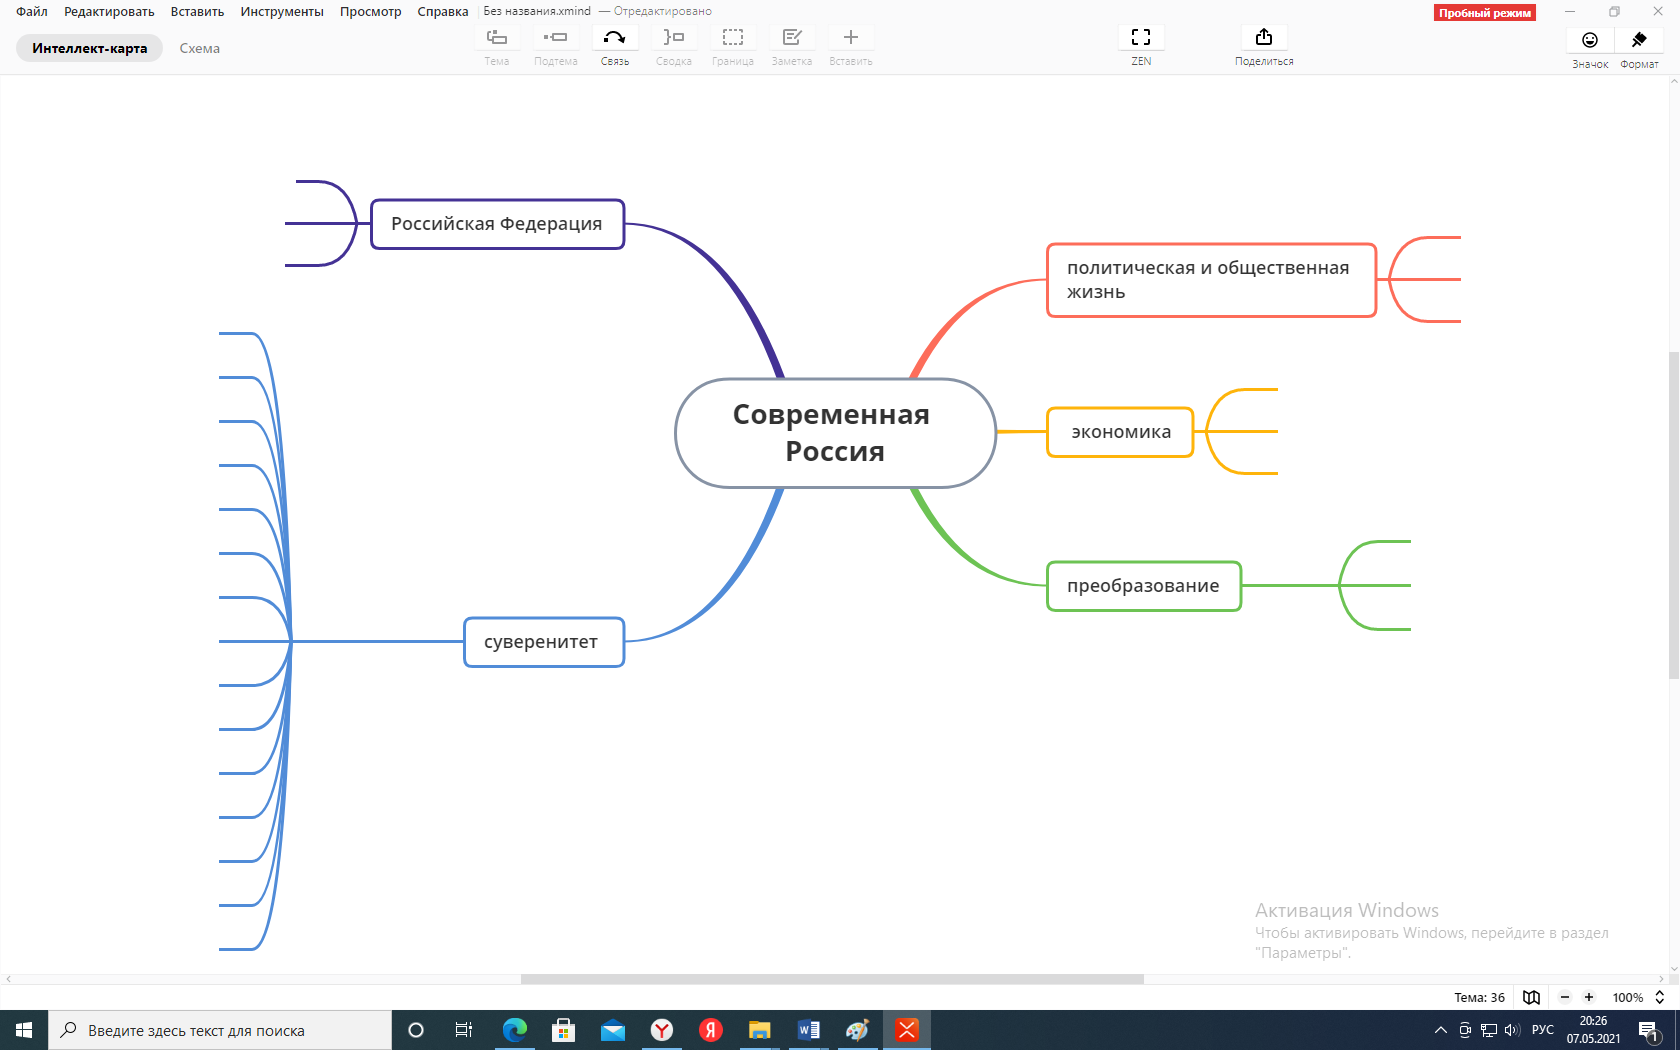 Файл Редактировать Вставить Инструменты Просмотр Справка Без названия.xmind — Отредактировано Пробный режим
Интеллект-карта Схема
Тема Подтема Связь Сводка Граница Заметка Вставить ZEN Поделиться Значок Формат
Российская Федерация
политическая и общественная
жизнь
Современная
Россия
экономика
преобразование
суверенитет
Активация Windows
Чтобы активировать Windows, перейдите в раздел
"Параметры".
Тема: 36 100%
Введите здесь текст для поиска
РУС
20:26
07.05.2021
1